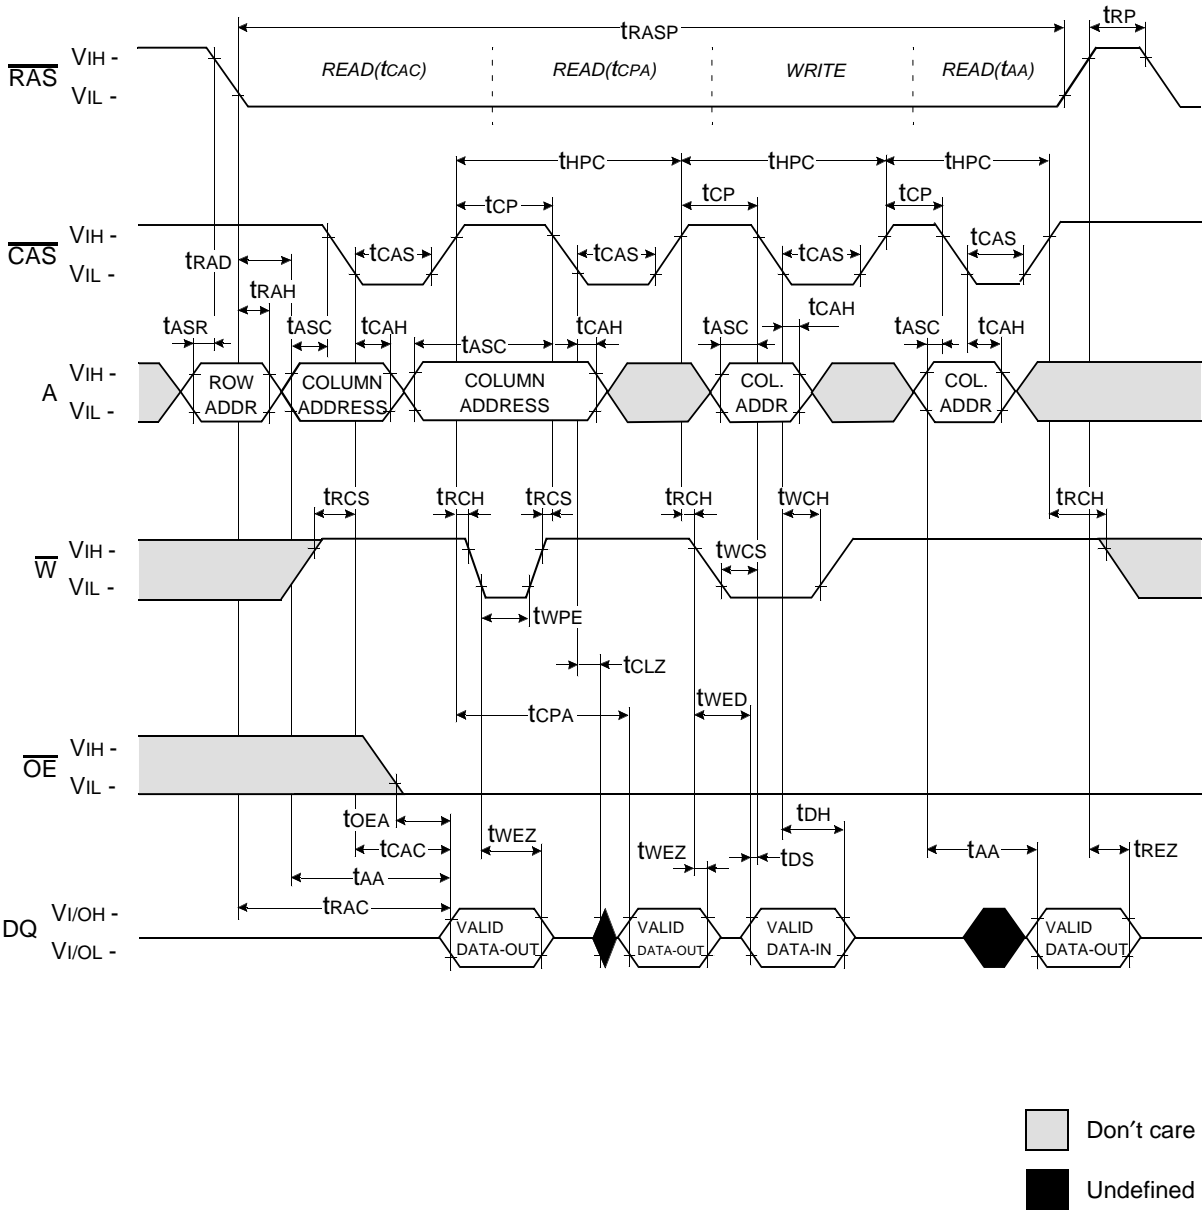 tRASP tRP
VIH -
RAS
VIL -
READ(tCAC) READ(tCPA) WRITE READ(tAA)
tHPC tHPC tHPC
tCP tCP tCP
VIH -
CAS
VIL -
tCAS tCAS tCAS tCAS
tRAD
tRAH
tCAH
tASR tASC tCAH tASC tCAH tASC tASC tCAH
VIH -
A
VIL -
ROW
ADDR
COLUMN
ADDRESS
COLUMN
ADDRESS
COL.
ADDR
COL.
ADDR
tRCS tRCH tRCS tRCH tWCH tRCH
VIH -
W
VIL -
tWCS
tWPE
tCLZ
tWED
tCPA
VIH -
OE
VIL -
tOEA tWEZ tDH
tCAC tWEZ tDS tAA tREZ
tAA
tRAC
VI/OH -
DQ
VI/OL -
VALID
DATA-OUT
VALID
DATA-OUT
VALID
DATA-IN
VALID
DATA-OUT
Don′t care
Undefined